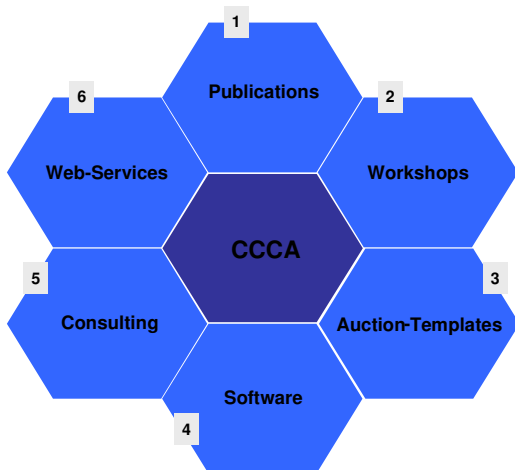 1
Publications
6
2
Web-Services
Workshops
CCCA
5
3
Consulting
Auction-Templates
Software
4